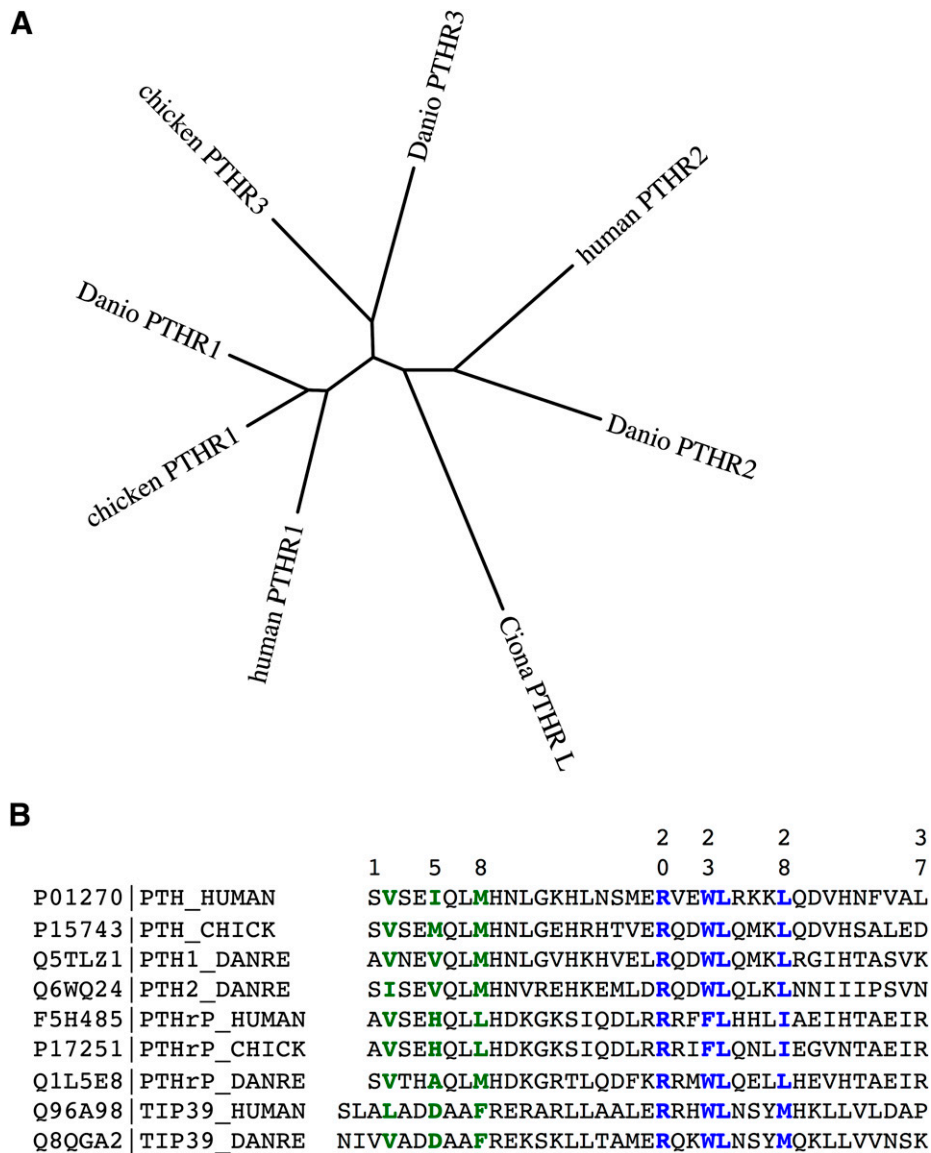 A
Danio PTHR3
chicken PTHR3
human PTHR2
Danio PTHR1
Danio PTHR2
chicken PTHR1
human PTHR1
Ciona PTHR L
B
2 2 2 3
1 5 8 0 3 8 7
P01270|PTH_HUMAN SVSEIQLMHNLGKHLNSMERVEWLRKKLQDVHNFVAL
P15743|PTH_CHICK SVSEMQLMHNLGEHRHTVERQDWLQMKLQDVHSALED
Q5TLZ1|PTH1_DANRE AVNEVQLMHNLGVHKHVELRQDWLQMKLRGIHTASVK
Q6WQ24|PTH2_DANRE SISEVQLMHNVREHKEMLDRQDWLQLKLNNIIIPSVN
F5H485|PTHrP_HUMAN AVSEHQLLHDKGKSIQDLRRRFFLHHLIAEIHTAEIR
P17251|PTHrP_CHICK AVSEHQLLHDKGKSIQDLRRRIFLQNLIEGVNTAEIR
Q1L5E8|PTHrP_DANRE SVTHAQLMHDKGRTLQDFKRRMWLQELLHEVHTAEIR
Q96A98|TIP39_HUMAN SLALADDAAFRERARLLAALERRHWLNSYMHKLLVLDAP
Q8QGA2|TIP39_DANRE NIVVADDAAFREKSKLLTAMERQKWLNSYMQKLLVVNSK